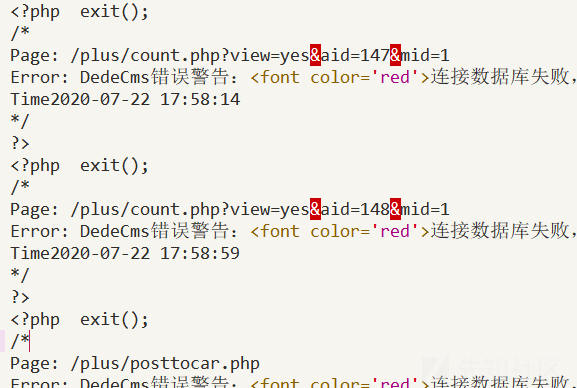 <?php  exit();
/*
Page: /plus/count.php?view=yes&aid=147&mid=1
Error: DedeCms错误警告：<font color='red'>连接数据库失败，
Time2020-07-22 17:58:14
*/
?>
<?php  exit();
/*
Page: /plus/count.php?view=yes&aid=148&mid=1
Error: DedeCms错误警告：<font color='red'>连接数据库失败，
Time2020-07-22 17:58:59
*/
?>
<?php  exit();
/*
Page: /plus/posttocar.php
Error: DedeCms错误警告：<font color='red'>连接数据库失败，